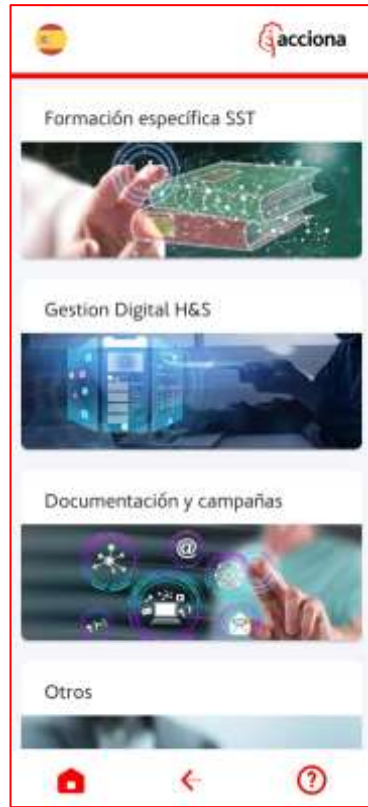 acciona
Formación específica SST
Gestion Digital H&S
Documentación y campañas
@
Otros
?